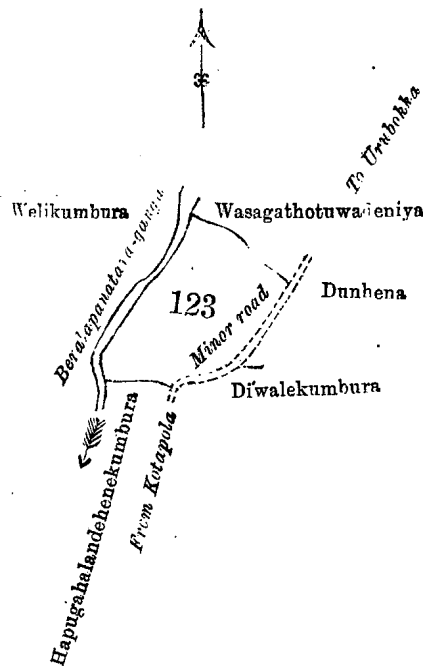 To Urubokka
Welikumbura
Wasagathotuwadeniya
Beralapanatara-ganga
123
Minor road
Dunhena
Diwalekumbura
From Kotapola
Hapugahalandehenekumbura